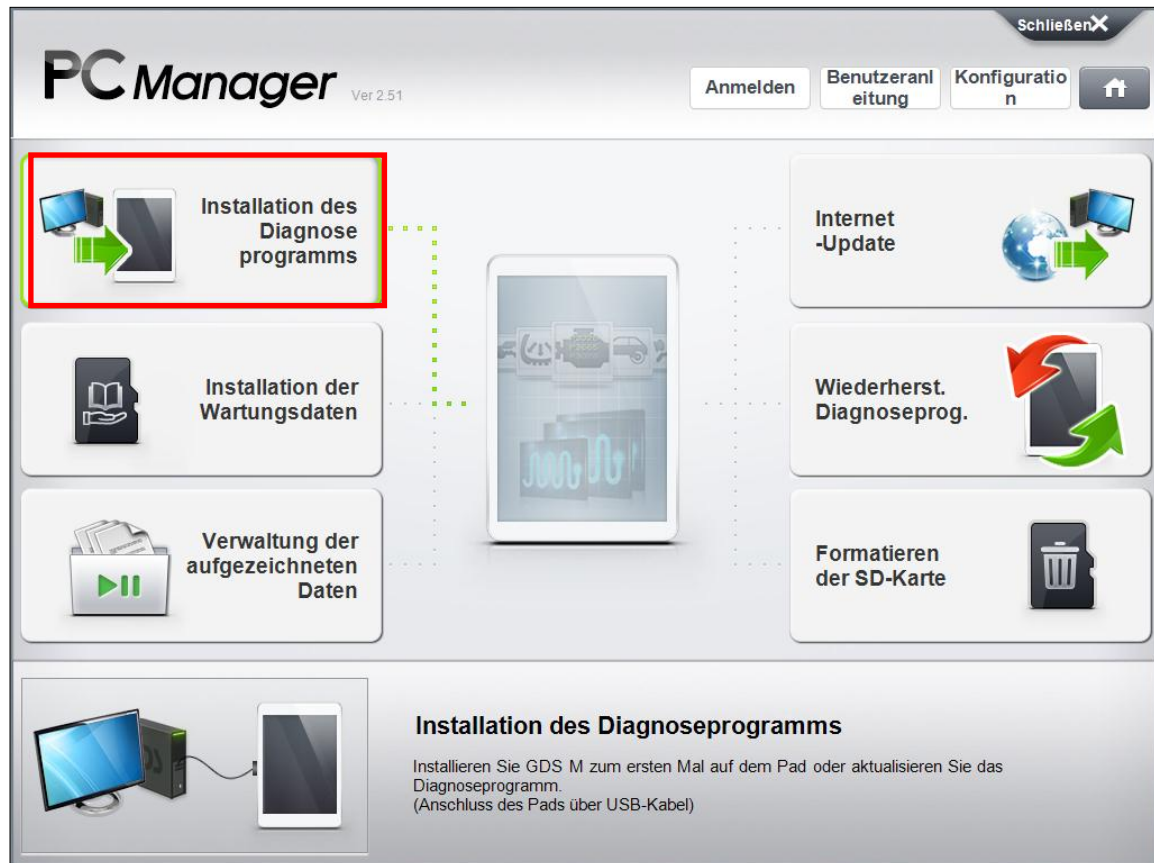 Schließen
PC Manager Ver 2.51
Anmelden
Benutzeranl
eitung
Konfiguratio
n
Installation des
Diagnose
programms
Internet
-Update
Installation der
Wartungsdaten
Wiederherst.
Diagnoseprog.
Verwaltung der
aufgezeichneten
Daten
Formatieren
der SD-Karte
Installation des Diagnoseprogramms
Installieren Sie GDS M zum ersten Mal auf dem Pad oder aktualisieren Sie das
Diagnoseprogramm.
(Anschluss des Pads über USB-Kabel)